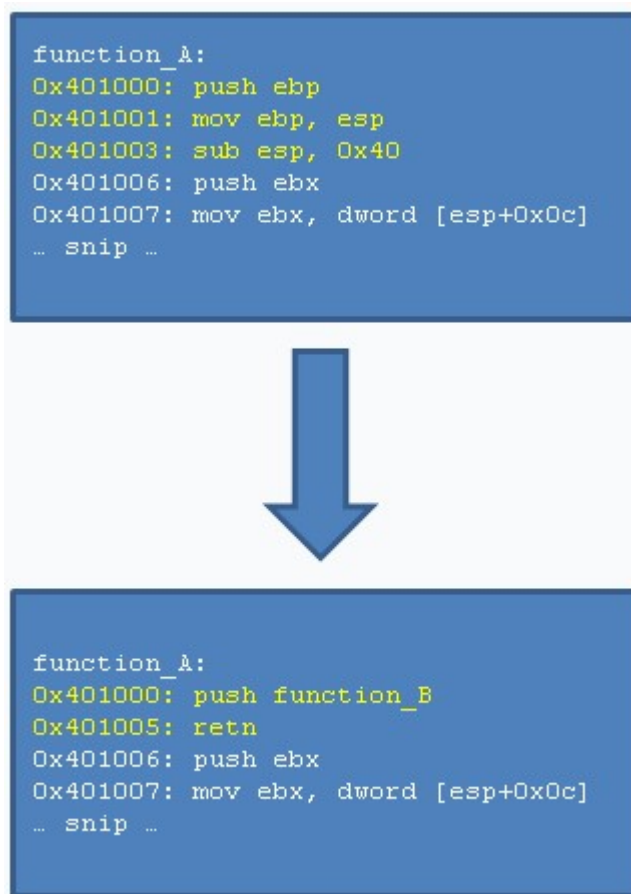 function_A:
0x401000: push ebp
0x401001: mov ebp, esp
0x401003: sub esp, 0x40
0x401006: push ebx
0x401007: mov ebx, dword [esp+0x0c]
… snip …
function_A:
0x401000: push function_B
0x401005: retn
0x401006: push ebx
0x401007: mov ebx, dword [esp+0x0c]
… snip …